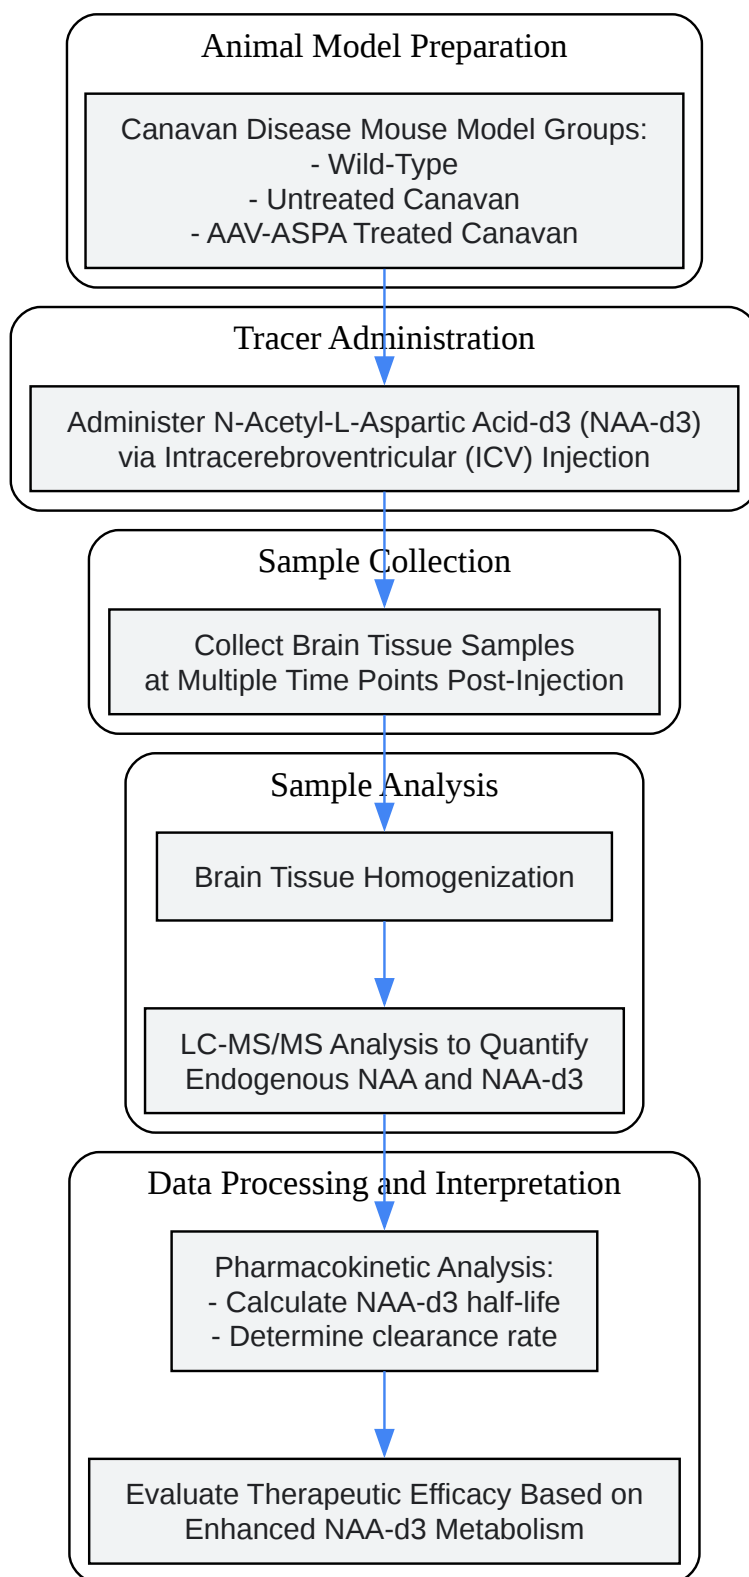 Animal Model Preparation
Canavan Disease Mouse Model Groups:
- Wild-Type
- Untreated Canavan
- AAV-ASPA Treated Canavan
Tracer Administration
Administer N-Acetyl-L-Aspartic Acid-d3 (NAA-d3)
via Intracerebroventricular (ICV) Injection
Sample Collection
Collect Brain Tissue Samples
at Multiple Time Points Post-Injection
Sample Analysis
Brain Tissue Homogenization
LC-MS/MS Analysis to Quantify
Endogenous NAA and NAA-d3
Data Processing and Interpretation
Pharmacokinetic Analysis:
- Calculate NAA-d3 half-life
- Determine clearance rate
Evaluate Therapeutic Efficacy Based on
Enhanced NAA-d3 Metabolism